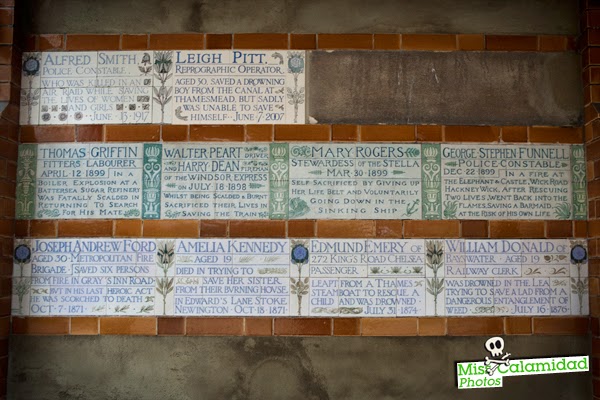 ALFRED SMITH,
POLICE CONSTABLE
WHO WAS KILLED IN AN
AIR RAID WHILE SAVING
THE LIVES OF WOMEN
AND GIRLS
JUNE 13 1917
LEIGH PITT,
REPROGRAPHIC OPERATOR,
AGED 30, SAVED A DROWNING
BOY FROM THE CANAL AT
THAMESMEAD, BUT SADLY
WAS UNABLE TO SAVE
HIMSELF · JUNE · 7 · 2007
THOMAS GRIFFIN
FITTERS LABOURER
APRIL 12 1899 IN A
BOILER EXPLOSION AT A
BATTERSEA SUGAR REFINERY
WAS FATALLY SCALDED IN
RETURNING TO SEARCH
FOR HIS MATE
WALTER PEART DRIVER
AND HARRY DEAN FIREMAN
OF THE WINDSOR EXPRESS
ON JULY 18 1898
WHILST BEING SCALDED & BURNT
SACRIFICED THEIR LIVES IN
SAVING THE TRAIN
MARY ROGERS
STEWARDESS OF THE STELLA
MAR 30 1899
SELF SACRIFICED BY GIVING UP
HER LIFE BELT AND VOLUNTARILY
GOING DOWN IN THE
SINKING SHIP
GEORGE STEPHEN FUNNELL
POLICE CONSTABLE
DEC 22 1899 IN A FIRE AT
THE ELEPHANT & CASTLE, WICK ROAD
HACKNEY WICK, AFTER RESCUING
TWO LIVES WENT BACK INTO THE
FLAMES SAVING A BARMAID
AT THE RISK OF HIS OWN LIFE
JOSEPH ANDREW FORD
AGED 30 METROPOLITAN FIRE
BRIGADE SAVED SIX PERSONS
FROM FIRE IN GRAY'S INN ROAD
BUT IN HIS LAST HEROIC ACT
HE WAS SCORCHED TO DEATH
OCT 7 1871
AMELIA KENNEDY
AGED 19
DIED IN TRYING TO
SAVE HER SISTER
FROM THEIR BURNING HOUSE
IN EDWARD'S LANE STOKE
NEWINGTON OCT 18 1871
EDMUND EMERY OF
272 KING'S ROAD CHELSEA
PASSENGER
LEAPT FROM A THAMES
STEAMBOAT TO RESCUE A
CHILD AND WAS DROWNED
JULY 31 1874
WILLIAM DONALD OF
BAYSWATER AGED 19
RAILWAY CLERK
WAS DROWNED IN THE LEA
TRYING TO SAVE A LAD FROM A
DANGEROUS ENTANGLEMENT OF
WEED JULY 16 1876
Miss Calamidad
Photos